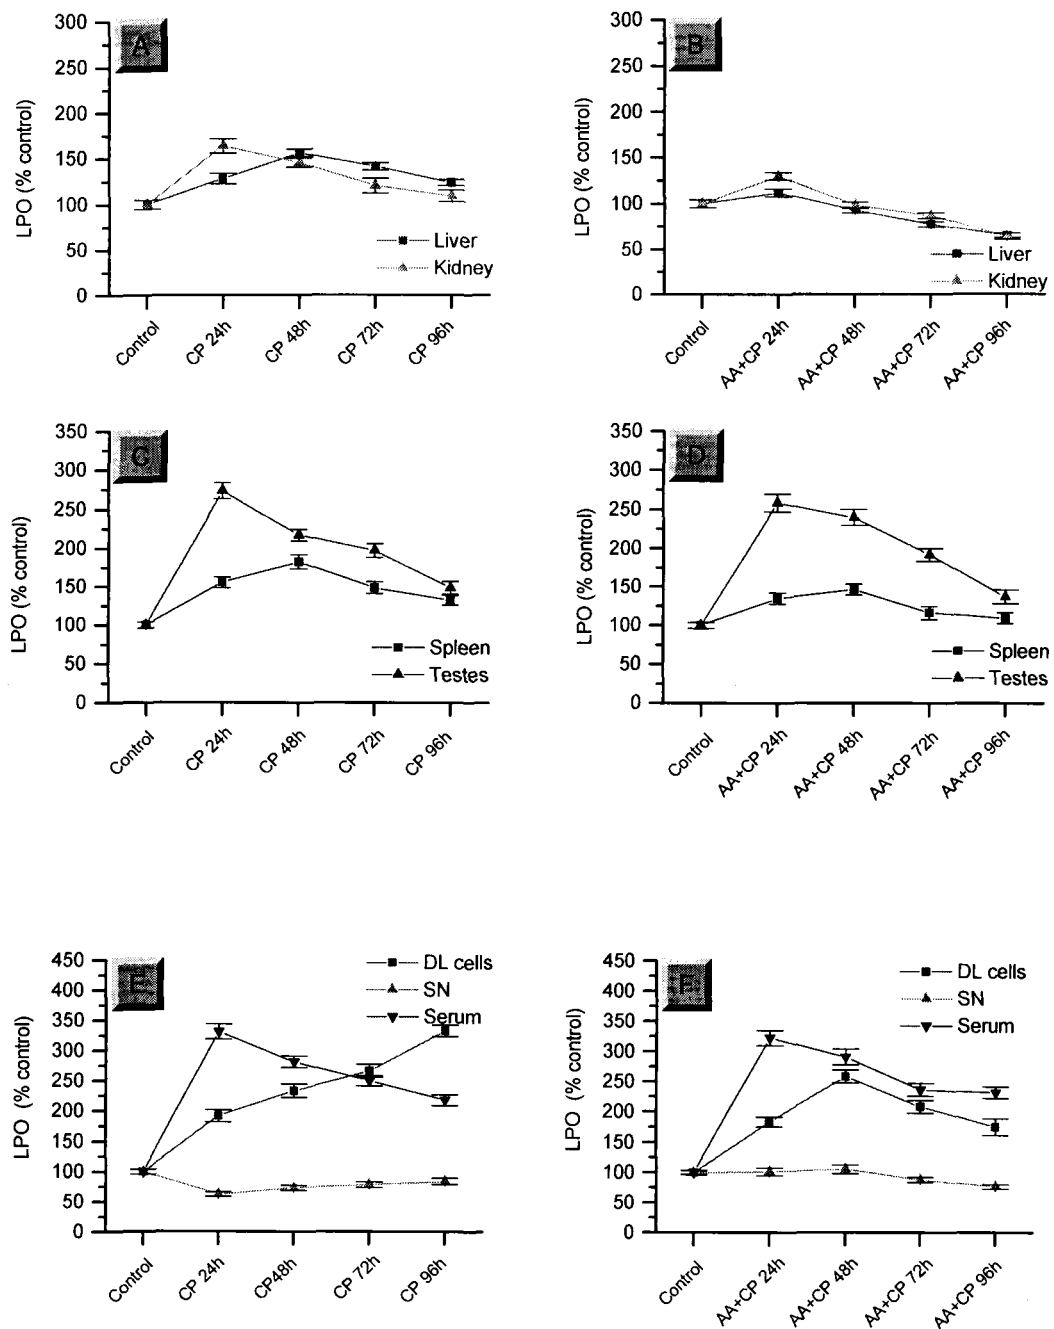 A
300
250
200
150
100
50
0
LPO (% control)
Liver
Kidney
Control
CP 24h
CP 48h
CP 72h
CP 96h
B
300
250
200
150
100
50
0
LPO (% control)
Liver
Kidney
Control
AA+CP 24h
AA+CP 48h
AA+CP 72h
AA+CP 96h
C
350
300
250
200
150
100
50
0
LPO (% control)
Spleen
Testes
Control
CP 24h
CP 48h
CP 72h
CP 96h
D
350
300
250
200
150
100
50
0
LPO (% control)
Spleen
Testes
Control
AA+CP 24h
AA+CP 48h
AA+CP 72h
AA+CP 96h
E
450
400
350
300
250
200
150
100
50
0
LPO (% control)
DL cells
SN
Serum
Control
CP 24h
CP48h
CP 72h
CP 96h
F
450
400
350
300
250
200
150
100
50
0
LPO (% control)
DL cells
SN
Serum
Control
AA+CP 24h
AA+CP 48h
AA+CP 72h
AA+CP 96h